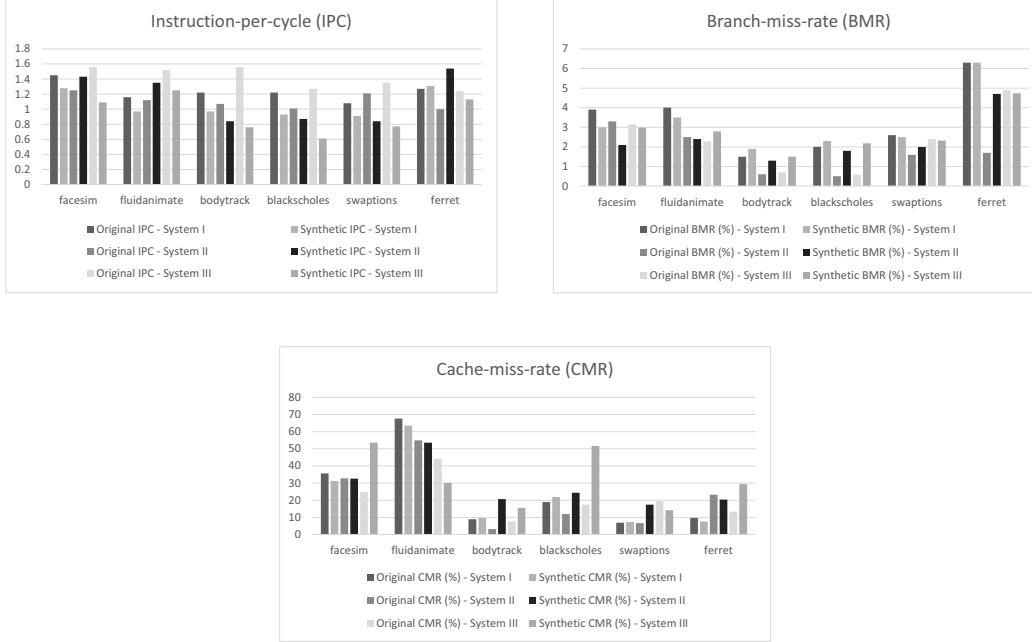 Instruction-per-cycle (IPC)
1.8
1.6
1.4
1.2
1
0.8
0.6
0.4
0.2
0
facesim fluidanimate bodytrack blackscholes swaptions ferret
Original IPC - System I Synthetic IPC - System I
Original IPC - System II Synthetic IPC - System II
Original IPC - System III Synthetic IPC - System III
Branch-miss-rate (BMR)
7
6
5
4
3
2
1
0
facesim fluidanimate bodytrack blackscholes swaptions ferret
Original BMR (%) - System I Synthetic BMR (%) - System I
Original BMR (%) - System II Synthetic BMR (%) - System II
Original BMR (%) - System III Synthetic BMR (%) - System III
Cache-miss-rate (CMR)
80
70
60
50
40
30
20
10
0
facesim fluidanimate bodytrack blackscholes swaptions ferret
Original CMR (%) - System I Synthetic CMR (%) - System I
Original CMR (%) - System II Synthetic CMR (%) - System II
Original CMR (%) - System III Synthetic CMR (%) - System III